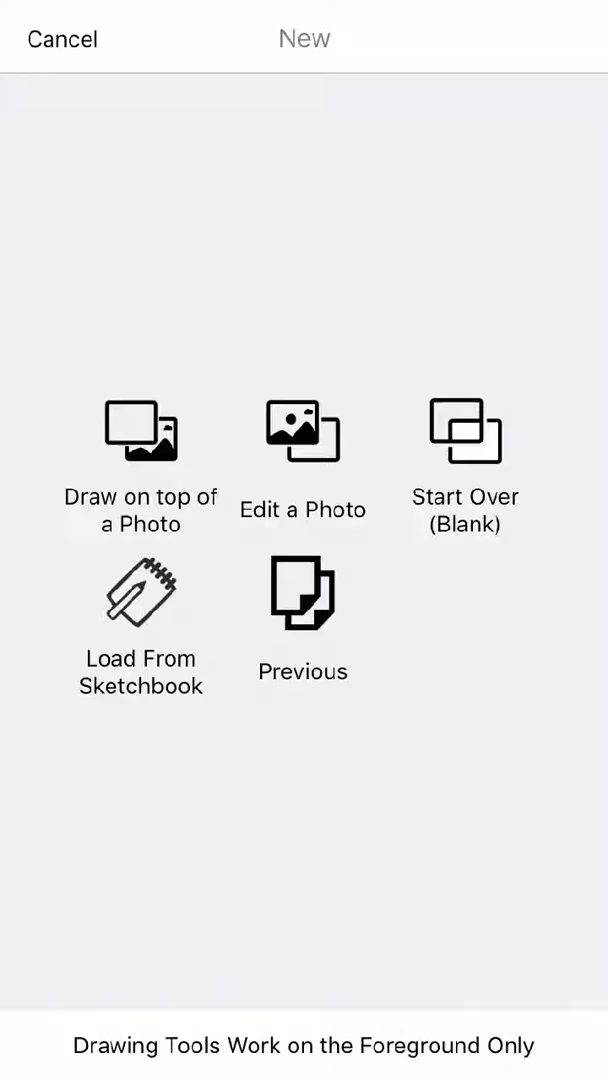 Cancel
New
Draw on top of
a Photo
Edit a Photo
Start Over
(Blank)
Load From
Sketchbook
Previous
Drawing Tools Work on the Foreground Only